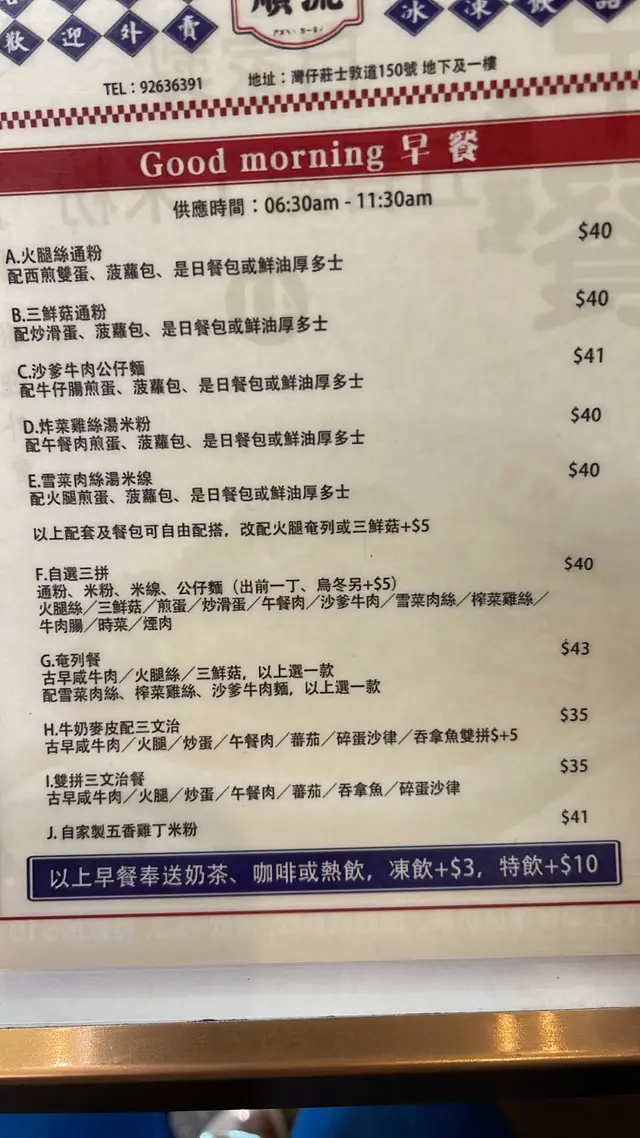 歡迎外賣
冰凍飲品
TEL：92636391
地址：灣仔莊士敦道150號 地下及一樓
Good morning 早餐
供應時間：06:30am - 11:30am
A.火腿絲通粉
$40
配西煎雙蛋、菠蘿包、是日餐包或鮮油厚多士
B.三鮮菇通粉
$40
配炒滑蛋、菠蘿包、是日餐包或鮮油厚多士
C.沙爹牛肉公仔麵
$41
配牛仔腸煎蛋、菠蘿包、是日餐包或鮮油厚多士
D.炸菜雞絲湯米粉
$40
配午餐肉煎蛋、菠蘿包、是日餐包或鮮油厚多士
E.雪菜肉絲湯米線
$40
配火腿煎蛋、菠蘿包、是日餐包或鮮油厚多士
以上配套及餐包可自由配搭，改配火腿奄列或三鮮菇+$5
F.自選三拼
$40
通粉、米粉、米線、公仔麵（出前一丁、烏冬另+$5）
火腿絲／三鮮菇／煎蛋／炒滑蛋／午餐肉／沙爹牛肉／雪菜肉絲／榨菜雞絲／
牛肉腸／時菜／煙肉
G.奄列餐
$43
古早咸牛肉／火腿絲／三鮮菇，以上選一款
配雪菜肉絲、榨菜雞絲、沙爹牛肉麵，以上選一款
H.牛奶麥皮配三文治
$35
古早咸牛肉／火腿／炒蛋／午餐肉／蕃茄／碎蛋沙律／吞拿魚雙拼$+5
I.雙拼三文治餐
$35
古早咸牛肉／火腿／炒蛋／午餐肉／蕃茄／吞拿魚／碎蛋沙律
J. 自家製五香雞丁米粉
$41
以上早餐奉送奶茶、咖啡或熱飲，凍飲+$3，特飲+$10